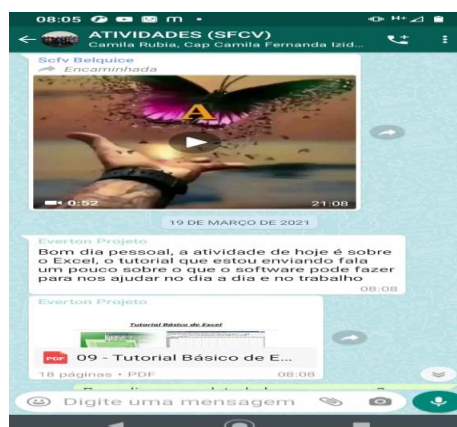 08:05
ATIVIDADES (SFCV)
Camila Rubia, Cap Camila Fernanda Izid...
Scfv Belquice
Encaminhada
A
0:52
21:08
19 DE MARÇO DE 2021
Everton Projeto
Bom dia pessoal, a atividade de hoje é sobre
o Excel, o tutorial que estou enviando fala
um pouco sobre o que o software pode fazer
para nos ajudar no dia a dia e no trabalho
08:08
Everton Projeto
Tutorial Básico de Excel
PDF
09 - Tutorial Básico de E...
18 páginas • PDF
08:08
Digite uma mensagem